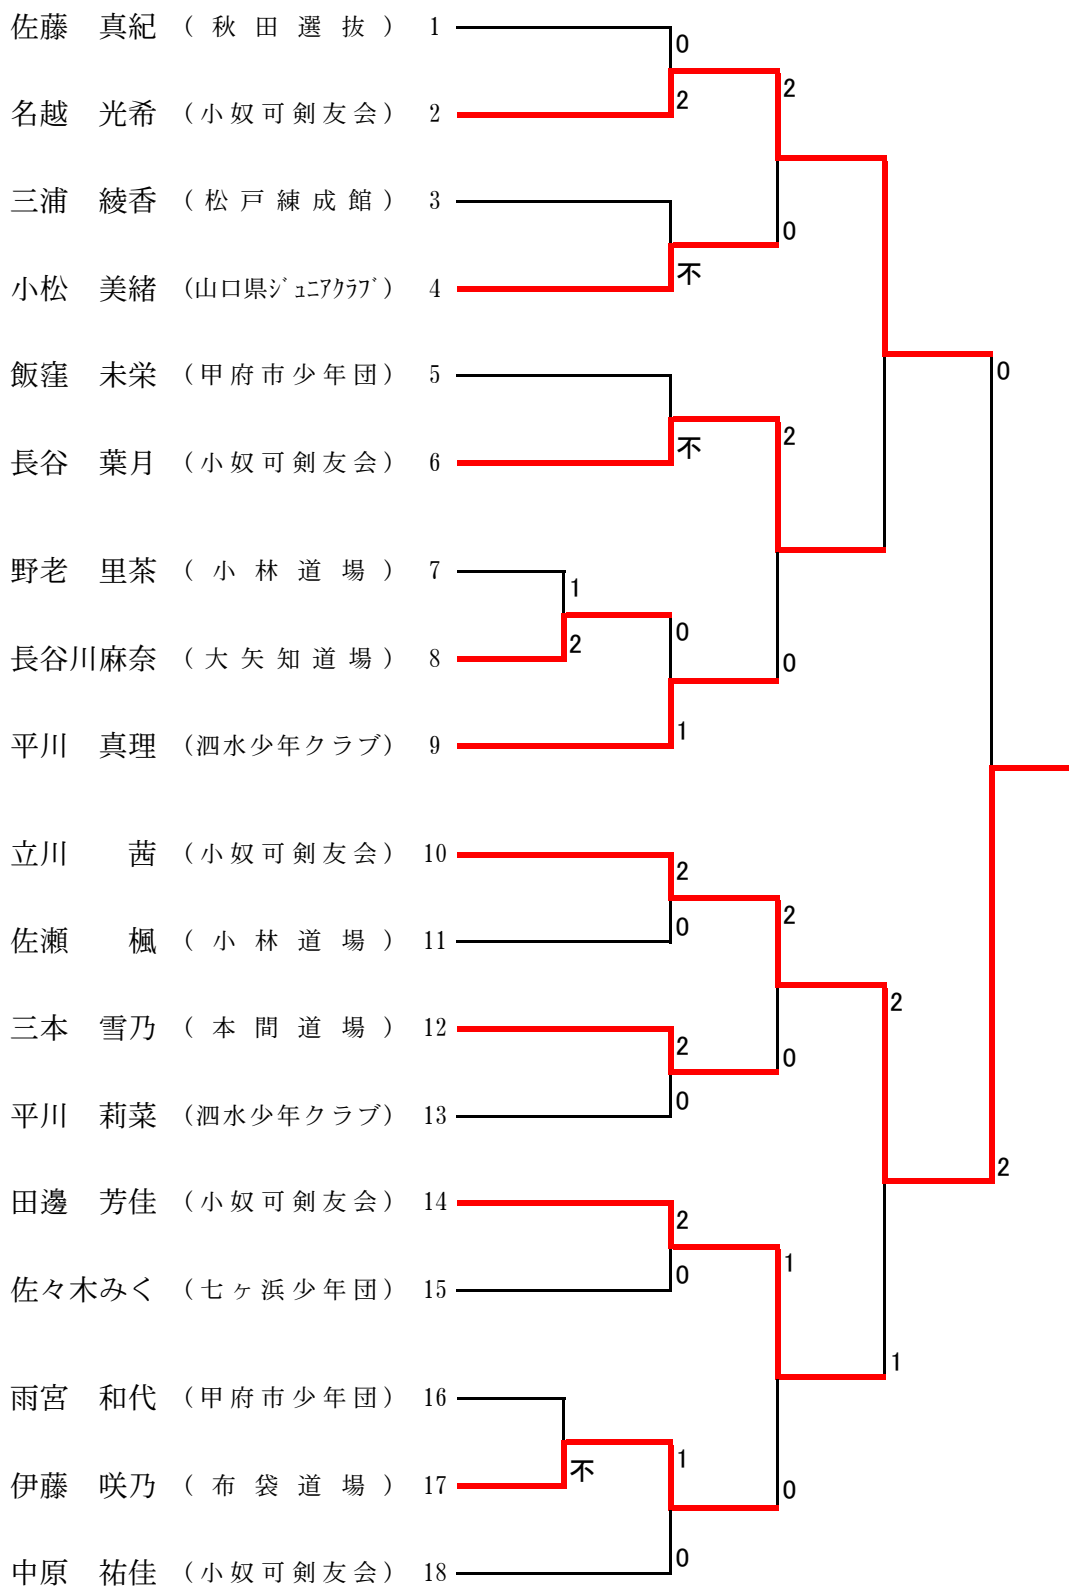 佐藤　真紀 （秋田選抜） 1
0
2
2
名越　光希 （小奴可剣友会） 2
三浦　綾香 （松戸練成館） 3
0
不
小松　美緒 （山口県ｼﾞｭﾆｱｸﾗﾌﾞ） 4
飯窪　未栄 （甲府市少年団） 5
0
2
不
長谷　葉月 （小奴可剣友会） 6
野老　里茶 （小林道場） 7
1
0
2
長谷川麻奈 （大矢知道場） 8
0
1
平川　真理 （泗水少年クラブ） 9
立川　　茜 （小奴可剣友会） 10
2
2
0
佐瀬　　楓 （小林道場） 11
2
三本　雪乃 （本間道場） 12
2
0
0
平川　莉菜 （泗水少年クラブ） 13
2
田邊　芳佳 （小奴可剣友会） 14
2
1
0
佐々木みく （七ヶ浜少年団） 15
1
雨宮　和代 （甲府市少年団） 16
1
不
伊藤　咲乃 （布袋道場） 17
0
0
中原　祐佳 （小奴可剣友会） 18